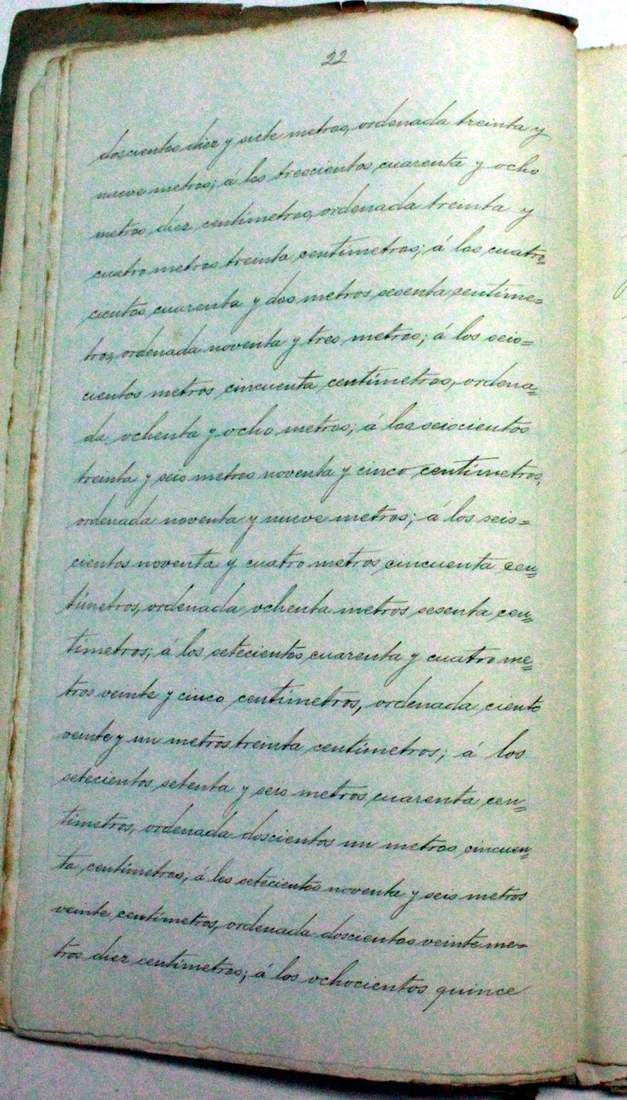 22
doscientos diez y siete metros, ordenada treinta y
nueve metros; á los trescientos cuarenta y ocho
metros diez centímetros, ordenada treinta y
cuatro metros treinta centímetros; á los cuatro-
cientos cuarenta y dos metros sesenta centíme=
tros, ordenada noventa y tres metros; á los seis=
cientos metros cincuenta centímetros, ordena=
da ochenta y ocho metros; á los seiscientos
treinta y seis metros noventa y cinco centímetros,
ordenada noventa y nueve metros; á los seis=
cientos noventa y cuatro metros cincuenta cen=
tímetros, ordenada ochenta metros sesenta cen=
tímetros; á los setecientos cuarenta y cuatro me=
tros veinte y cinco centímetros, ordenada ciento
veinte y un metros treinta centímetros; á los
setecientos setenta y seis metros cuarenta cen=
tímetros, ordenada doscientos un metros cincuen=
ta centímetros; á los setecientos noventa y seis metros
veinte centímetros, ordenada doscientos veinte me=
tros diez centímetros; á los ochocientos quince